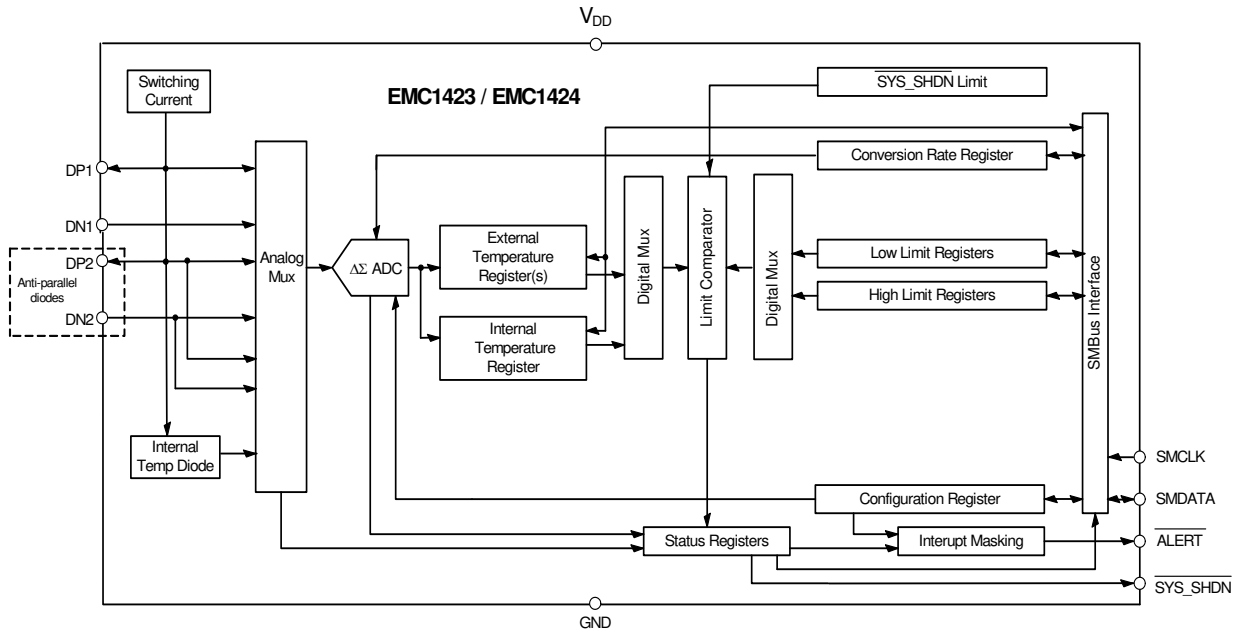 VDD
Switching
Current
EMC1423 / EMC1424
SYS_SHDN Limit
Conversion Rate Register
DP1
DN1
DP2
Anti-parallel
diodes
DN2
Analog
Mux
ΔΣ ADC
External
Temperature
Register(s)
Internal
Temperature
Register
Digital Mux
Limit Comparator
Digital Mux
Low Limit Registers
High Limit Registers
SMBus Interface
Internal
Temp Diode
SMCLK
Configuration Register
SMDATA
Status Registers
Interupt Masking
ALERT
SYS_SHDN
GND